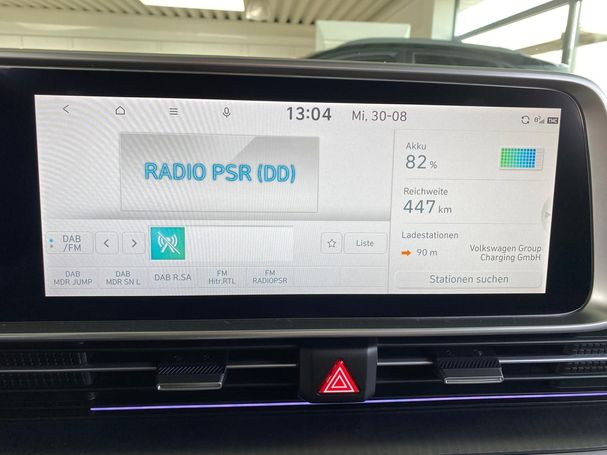 13:04 Mi, 30-08
TMC
RADIO PSR (DD)
Akku
82 %
Reichweite
447 km
Ladestationen
90 m
Volkswagen Group
Charging GmbH
Stationen suchen
DAB
/FM
Liste
DAB
MDR JUMP
DAB
MDR SN L
DAB R.SA
FM
Hitr.RTL
FM
RADIOPSR